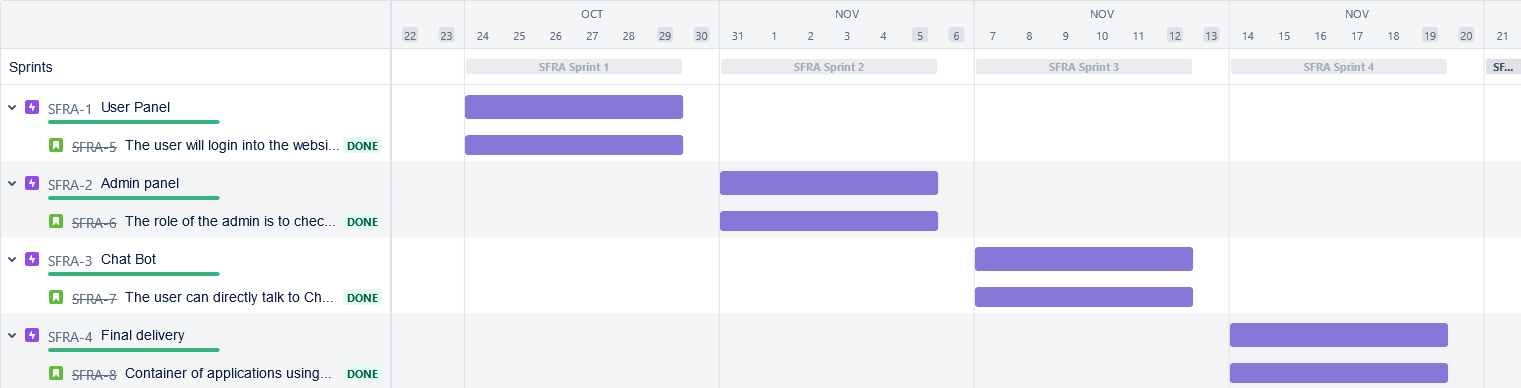 OCT NOV NOV NOV
22 23 24 25 26 27 28 29 30 31 1 2 3 4 5 6 7 8 9 10 11 12 13 14 15 16 17 18 19 20 21
Sprints SFRA Sprint 1 SFRA Sprint 2 SFRA Sprint 3 SFRA Sprint 4 SF...
SFRA-1 User Panel
SFRA-5 The user will login into the websi... DONE
SFRA-2 Admin panel
SFRA-6 The role of the admin is to chec... DONE
SFRA-3 Chat Bot
SFRA-7 The user can directly talk to Ch... DONE
SFRA-4 Final delivery
SFRA-8 Container of applications using... DONE